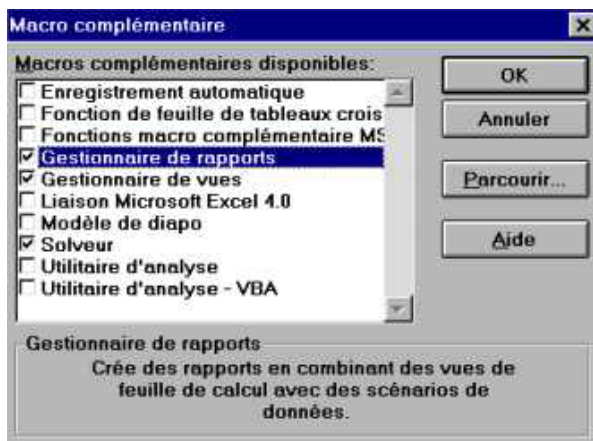 Macro complémentaire
Macros complémentaires disponibles:
Enregistrement automatique
Fonction de feuille de tableaux crois
Fonctions macro complémentaire MS
Gestionnaire de rapports
Gestionnaire de vues
Liaison Microsoft Excel 4.0
Modèle de diapo
Solveur
Utilitaire d'analyse
Utilitaire d'analyse - VBA
OK
Annuler
Parcourir...
Aide
Gestionnaire de rapports
Crée des rapports en combinant des vues de
feuille de calcul avec des scénarios de
données.